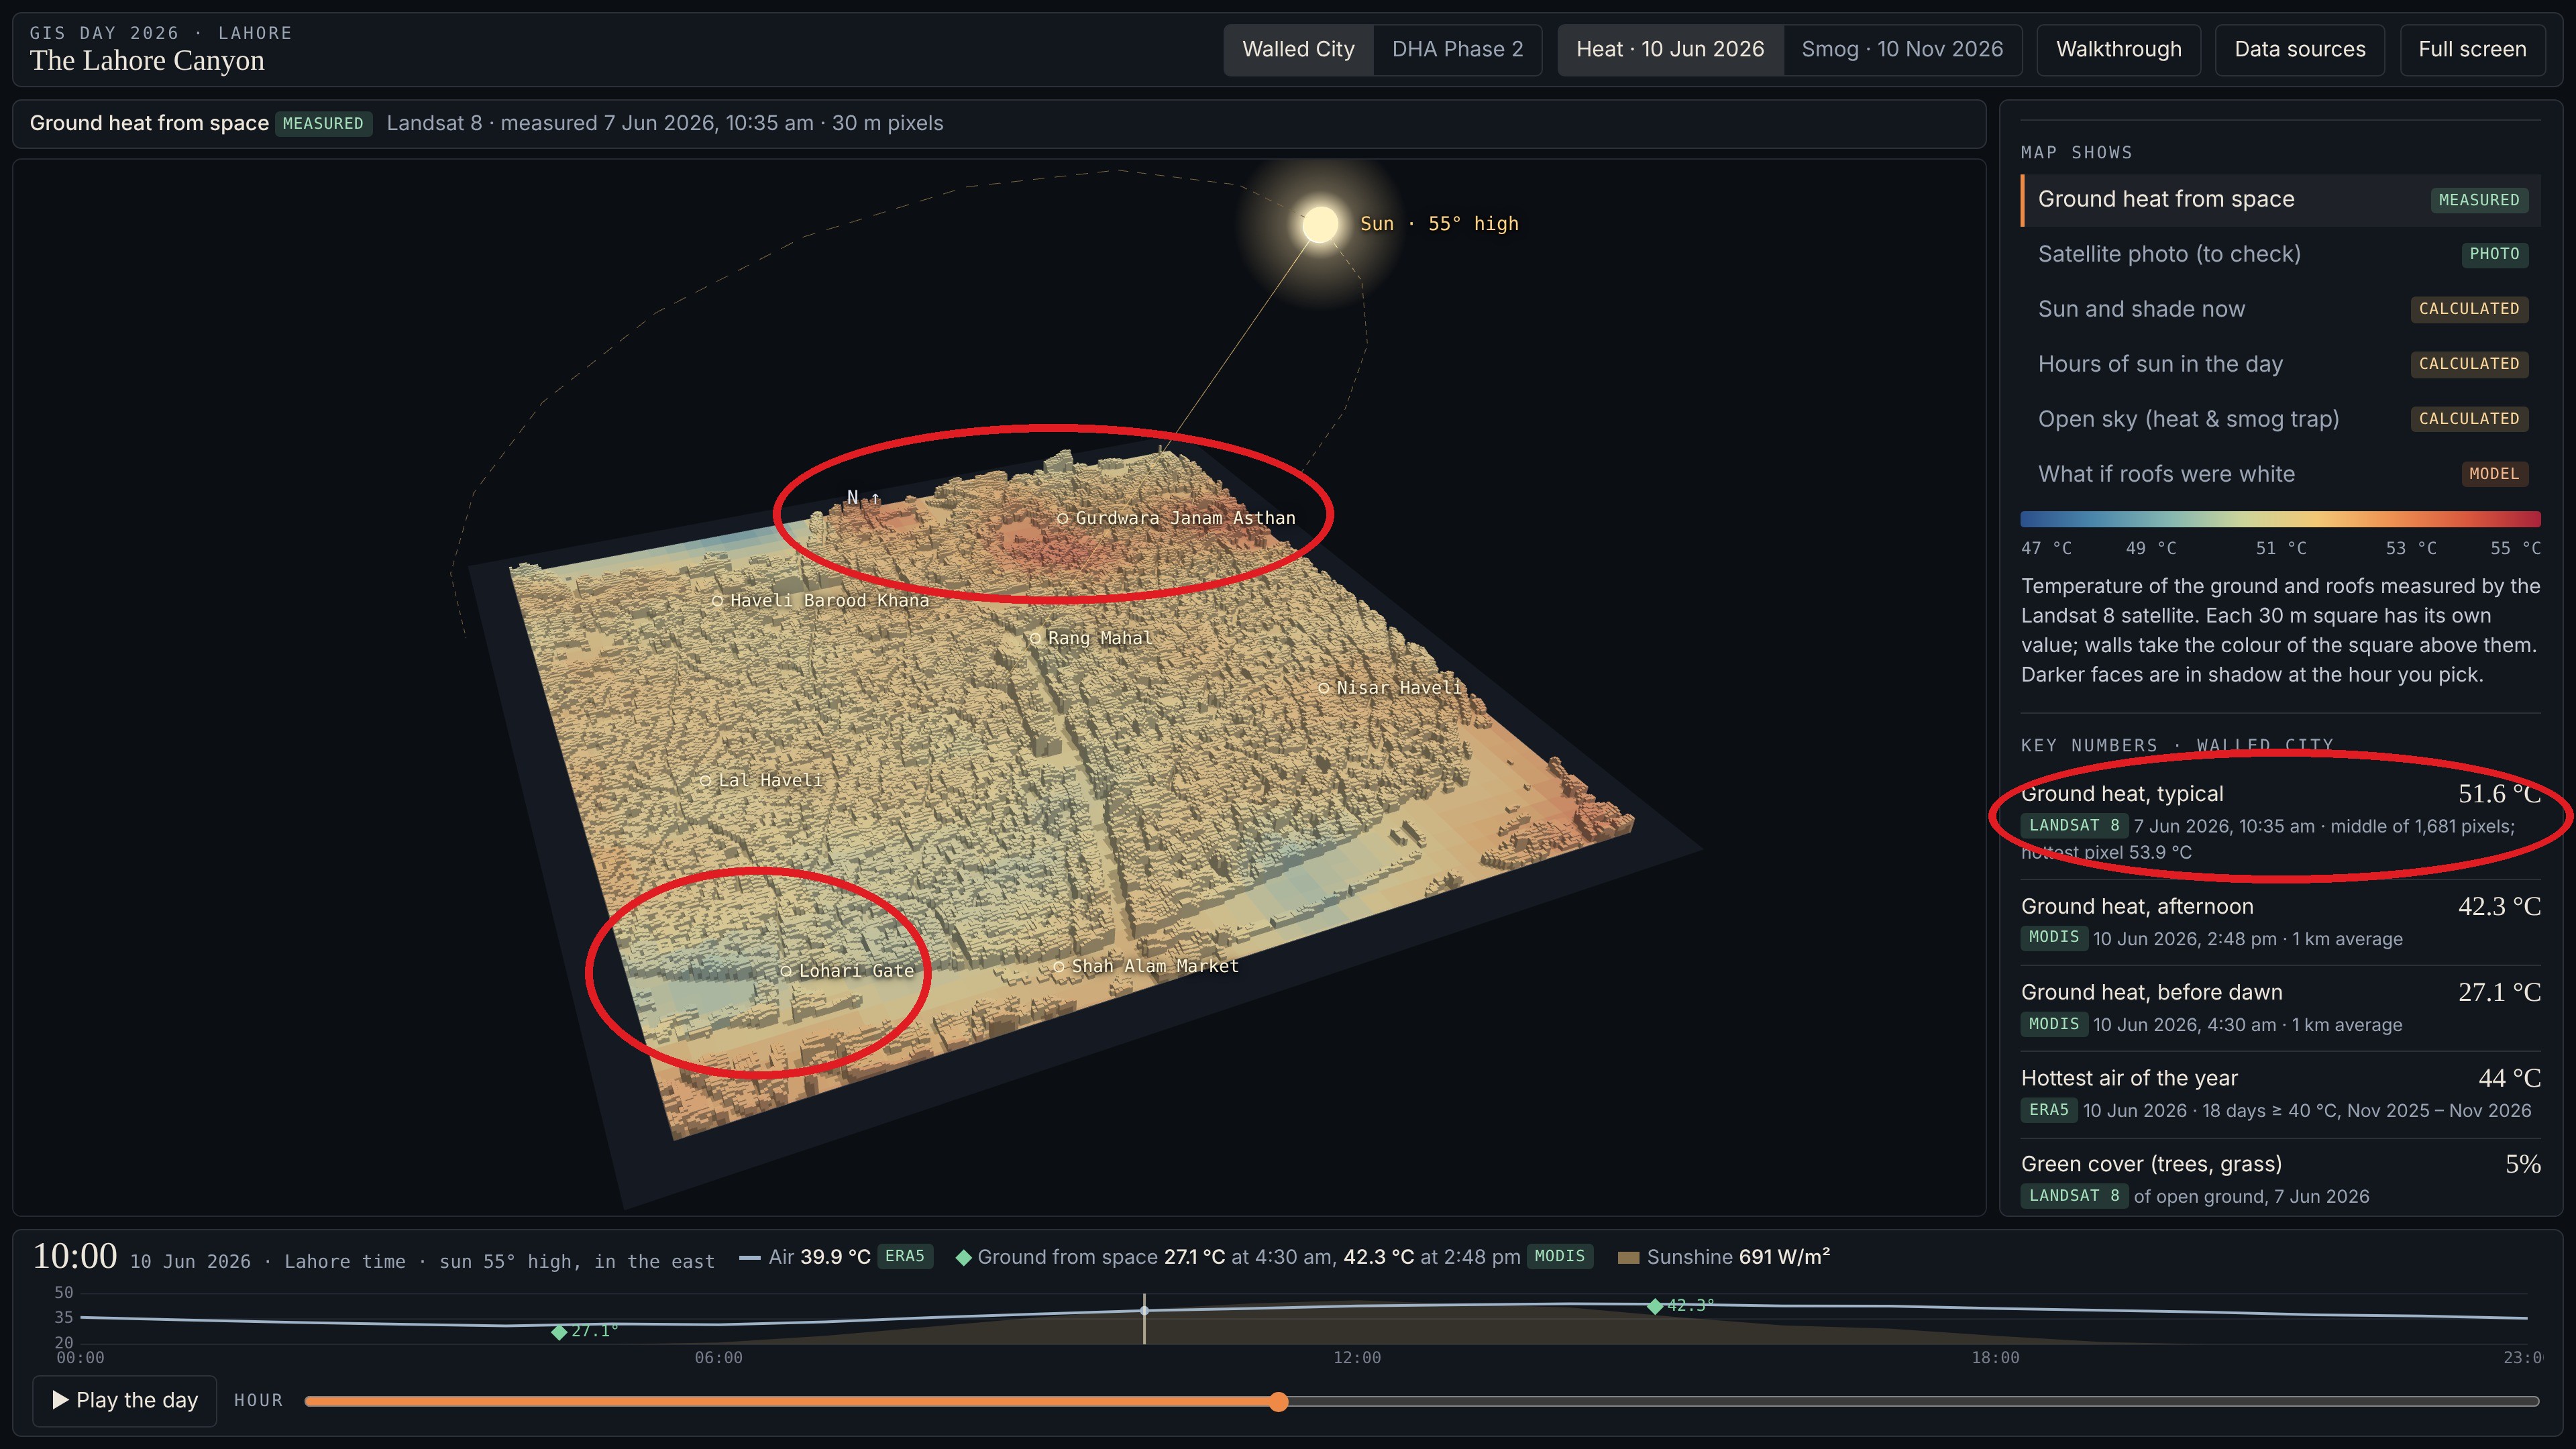 GIS DAY 2026 · LAHORE
The Lahore Canyon
Walled City
DHA Phase 2
Heat · 10 Jun 2026
Smog · 10 Nov 2026
Walkthrough
Data sources
Full screen
Ground heat from space MEASURED Landsat 8 · measured 7 Jun 2026, 10:35 am · 30 m pixels
Sun · 55° high
N ↑
Gurdwara Janam Asthan
Haveli Barood Khana
Rang Mahal
Nisar Haveli
Lal Haveli
Lohari Gate
Shah Alam Market
MAP SHOWS
Ground heat from space MEASURED
Satellite photo (to check) PHOTO
Sun and shade now CALCULATED
Hours of sun in the day CALCULATED
Open sky (heat & smog trap) CALCULATED
What if roofs were white MODEL
47 °C 49 °C 51 °C 53 °C 55 °C
Temperature of the ground and roofs measured by the
Landsat 8 satellite. Each 30 m square has its own
value; walls take the colour of the square above them.
Darker faces are in shadow at the hour you pick.
KEY NUMBERS · WALLED CITY
Ground heat, typical 51.6 °C
LANDSAT 8 7 Jun 2026, 10:35 am · middle of 1,681 pixels;
hottest pixel 53.9 °C
Ground heat, afternoon 42.3 °C
MODIS 10 Jun 2026, 2:48 pm · 1 km average
Ground heat, before dawn 27.1 °C
MODIS 10 Jun 2026, 4:30 am · 1 km average
Hottest air of the year 44 °C
ERA5 10 Jun 2026 · 18 days ≥ 40 °C, Nov 2025 – Nov 2026
Green cover (trees, grass) 5%
LANDSAT 8 of open ground, 7 Jun 2026
10:00 10 Jun 2026 · Lahore time · sun 55° high, in the east
Air 39.9 °C ERA5
Ground from space 27.1 °C at 4:30 am, 42.3 °C at 2:48 pm MODIS
Sunshine 691 W/m²
50
35
20
27.1°
42.3°
00:00 06:00 12:00 18:00 23:0
▶ Play the day
HOUR